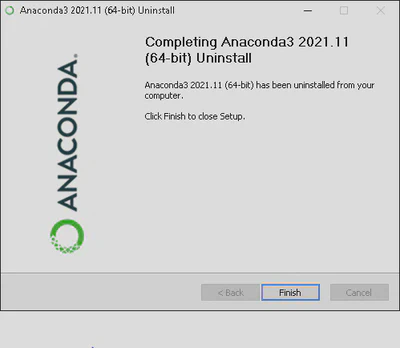 Anaconda3 2021.11 (64-bit) Uninstall
Completing Anaconda3 2021.11
(64-bit) Uninstall
Anaconda3 2021.11 (64-bit) has been uninstalled from your
computer.
Click Finish to close Setup.
ANACONDA.
< Back
Finish
Cancel